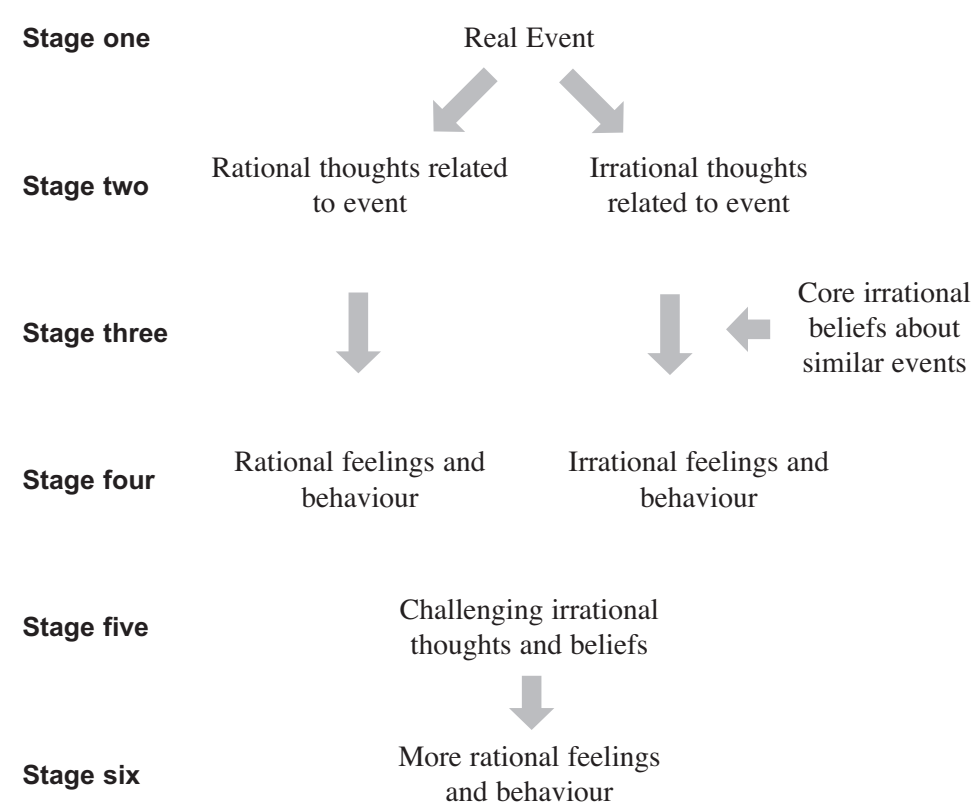 Stage one
Real Event
Stage two
Rational thoughts related
to event
Irrational thoughts
related to event
Stage three
Core irrational
beliefs about
similar events
Stage four
Rational feelings and
behaviour
Irrational feelings and
behaviour
Stage five
Challenging irrational
thoughts and beliefs
Stage six
More rational feelings
and behaviour